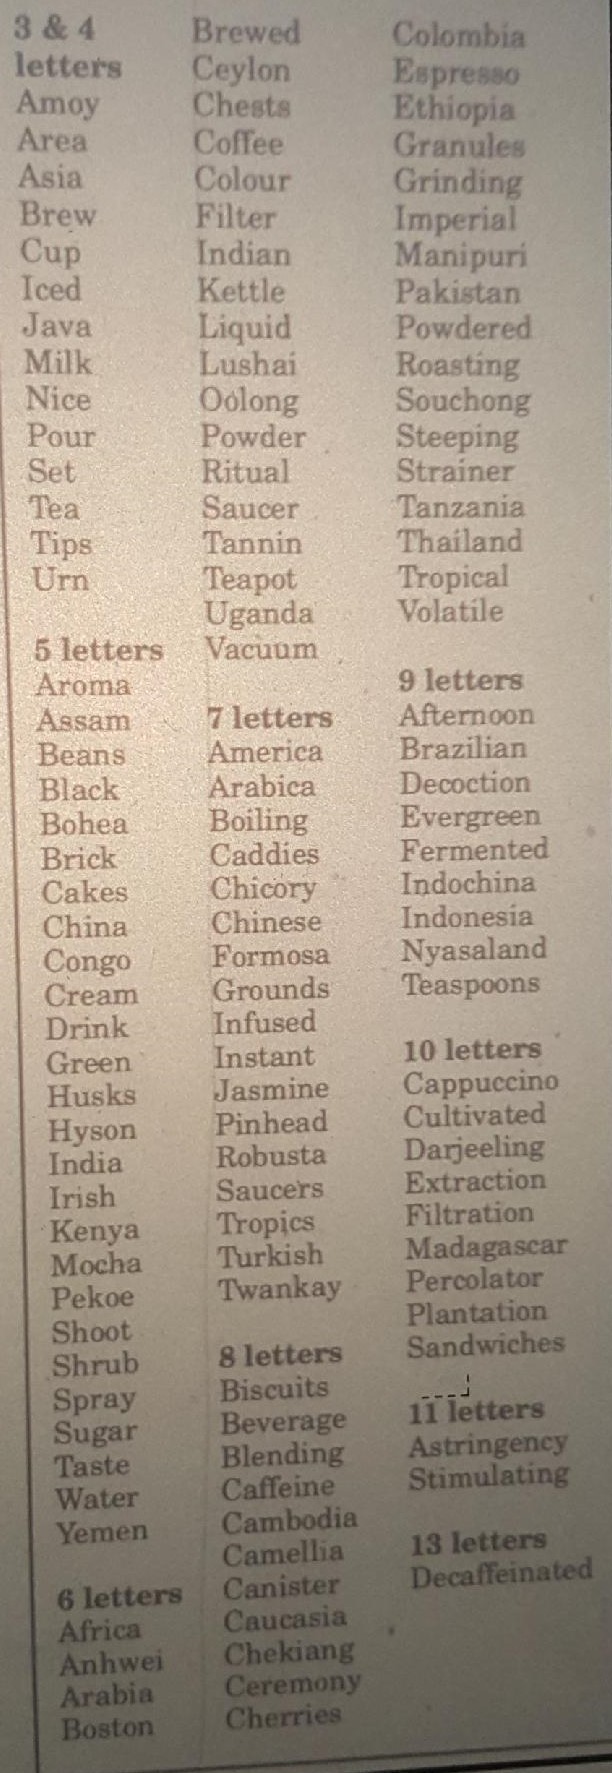 3 & 4
letters
Amoy
Area
Asia
Brew
Cup
Iced
Java
Milk
Nice
Pour
Set
Tea
Tips
Urn
5 letters
Aroma
Assam
Beans
Black
Bohea
Brick
Cakes
China
Congo
Cream
Drink
Green
Husks
Hyson
India
Irish
Kenya
Mocha
Pekoe
Shoot
Shrub
Spray
Sugar
Taste
Water
Yemen
6 letters
Africa
Anhwei
Arabia
Boston
Brewed
Ceylon
Chests
Coffee
Colour
Filter
Indian
Kettle
Liquid
Lushai
Oolong
Powder
Ritual
Saucer
Tannin
Teapot
Uganda
Vacuum
7 letters
America
Arabica
Boiling
Caddies
Chicory
Chinese
Formosa
Grounds
Infused
Instant
Jasmine
Pinhead
Robusta
Saucers
Tropics
Turkish
Twankay
8 letters
Biscuits
Beverage
Blending
Caffeine
Cambodia
Camellia
Canister
Caucasia
Chekiang
Ceremony
Cherries
Colombia
Espresso
Ethiopia
Granules
Grinding
Imperial
Manipuri
Pakistan
Powdered
Roasting
Souchong
Steeping
Strainer
Tanzania
Thailand
Tropical
Volatile
9 letters
Afternoon
Brazilian
Decoction
Evergreen
Fermented
Indochina
Indonesia
Nyasaland
Teaspoons
10 letters
Cappuccino
Cultivated
Darjeeling
Extraction
Filtration
Madagascar
Percolator
Plantation
Sandwiches
11 letters
Astringency
Stimulating
13 letters
Decaffeinated